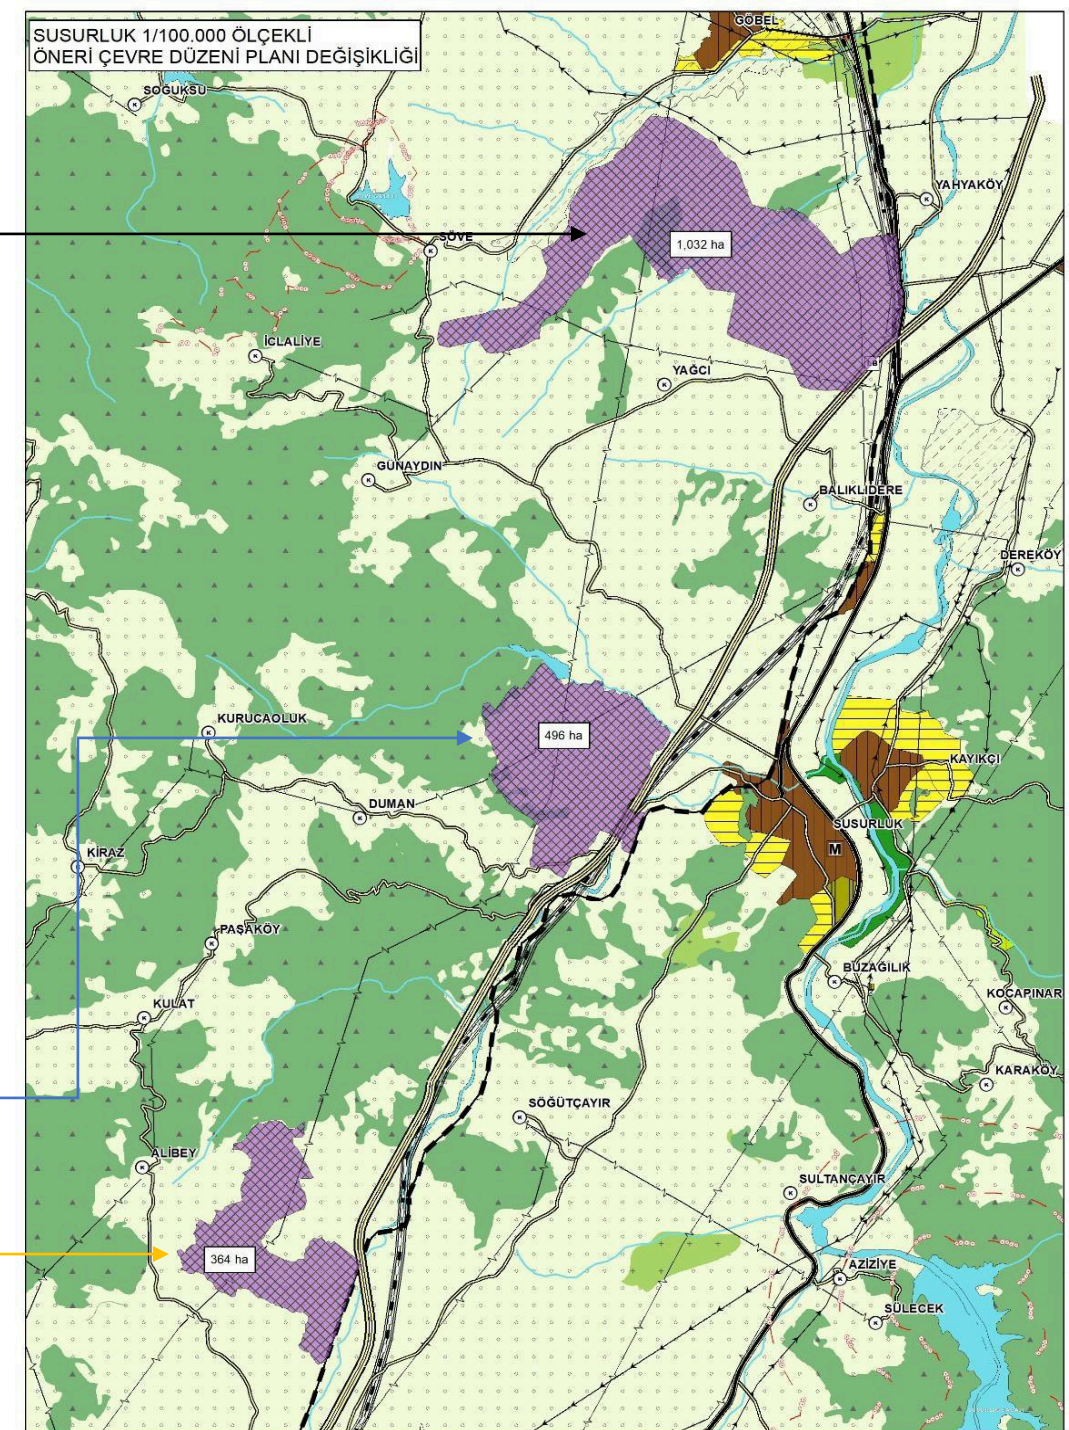 SUSURLUK 1/100.000 ÖLÇEKLİ
ÖNERİ ÇEVRE DÜZENİ PLANI DEĞİŞİKLİĞİ
GÖBEL
SOĞUKSU
YAHYAKÖY
SÖVE
1,032 ha
İCLALİYE
YAĞCI
GÜNAYDIN
BALIKLIDERE
DEREKÖY
KURUCAOLUK
496 ha
KAYIKÇI
DUMAN
SUSURLUK
M
KİRAZ
PAŞAKÖY
BUZAĞILIK
KULAT
KOCAPINAR
KARAKÖY
SÖĞÜTÇAYIR
ALİBEY
SULTANÇAYIR
364 ha
AZİZİYE
SÜLECEK